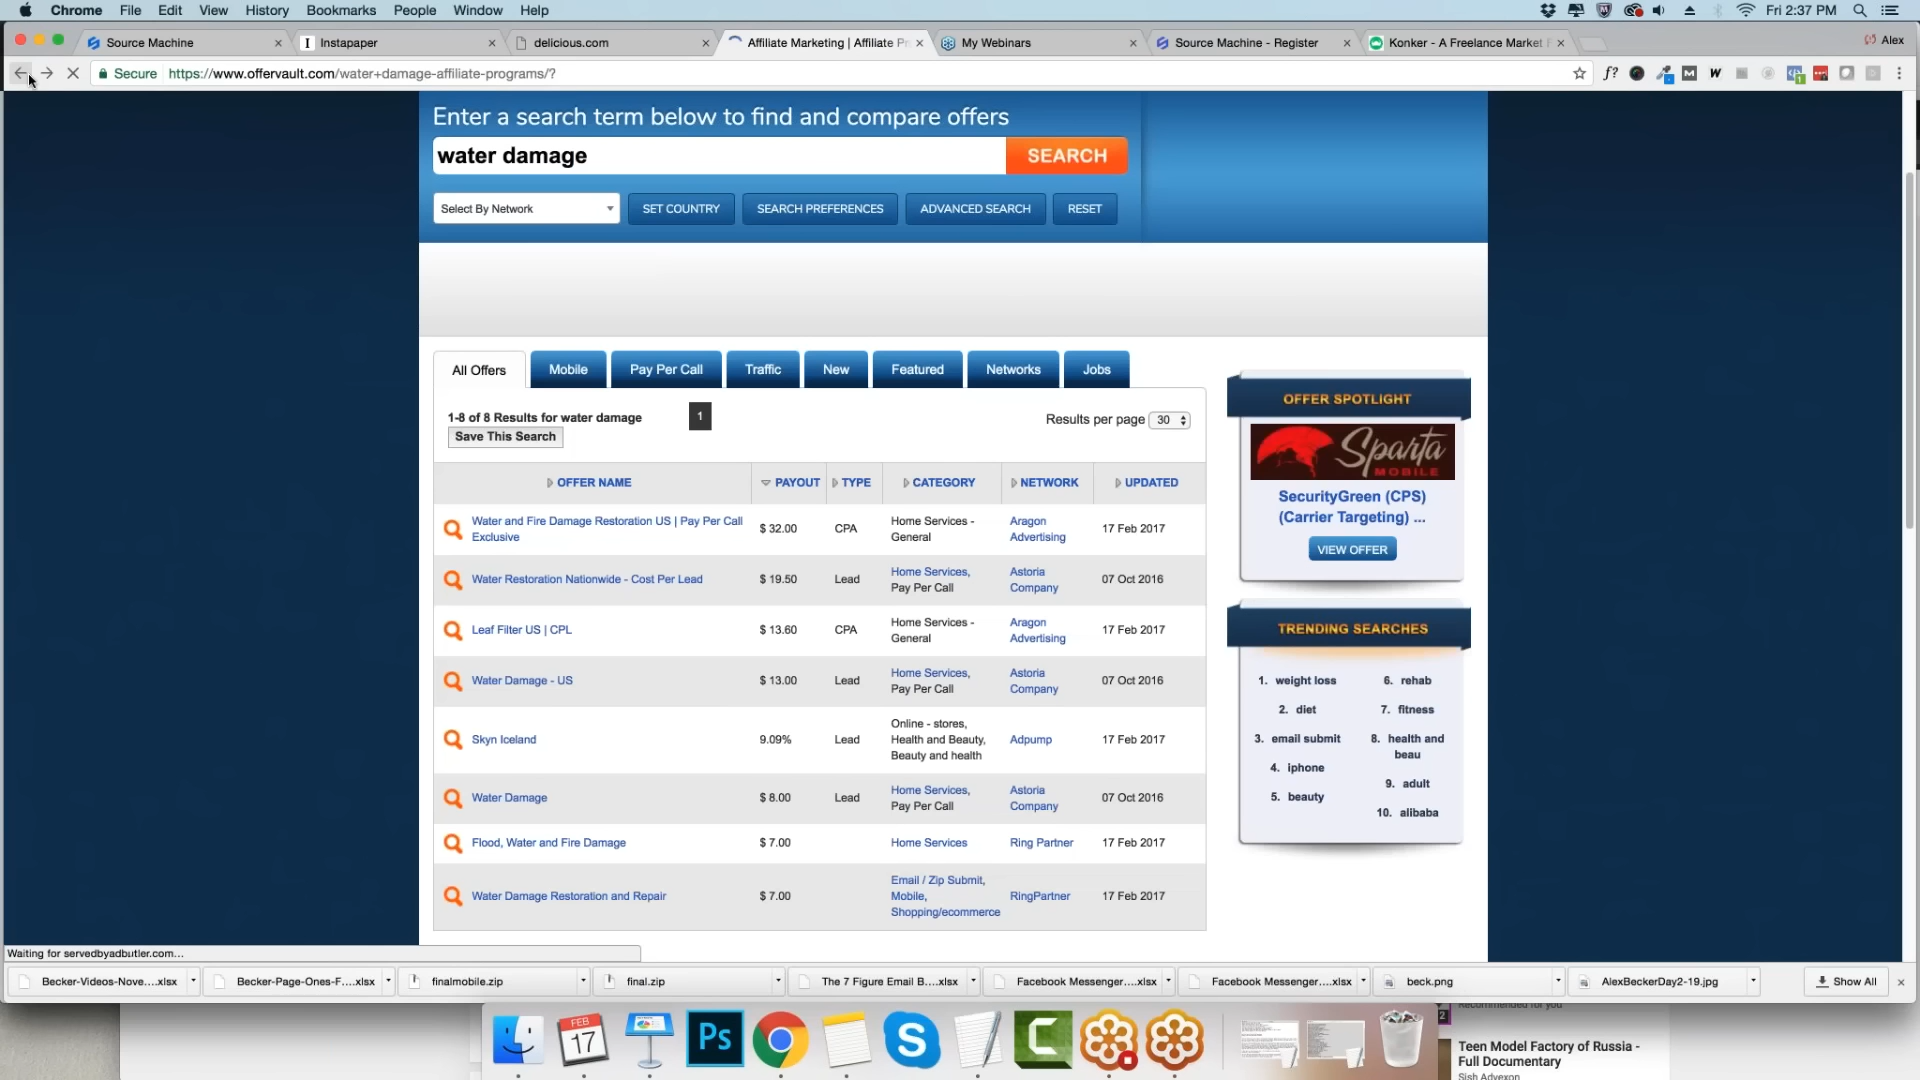 Chrome File Edit View History Bookmarks People Window Help
Fri 2:37 PM
Source Machine
Instapaper
delicious.com
Affiliate Marketing | Affiliate Pr
My Webinars
Source Machine - Register
Konker - A Freelance Market F
Alex
Secure https://www.offervault.com/water+damage-affiliate-programs/?
Enter a search term below to find and compare offers
water damage
SEARCH
Select By Network
SET COUNTRY
SEARCH PREFERENCES
ADVANCED SEARCH
RESET
All Offers
Mobile
Pay Per Call
Traffic
New
Featured
Networks
Jobs
1-8 of 8 Results for water damage
1
Results per page 30
Save This Search
OFFER NAME PAYOUT TYPE CATEGORY NETWORK UPDATED
Water and Fire Damage Restoration US | Pay Per Call
Exclusive
$ 32.00
CPA
Home Services -
General
Aragon
Advertising
17 Feb 2017
Water Restoration Nationwide - Cost Per Lead
$ 19.50
Lead
Home Services,
Pay Per Call
Astoria
Company
07 Oct 2016
Leaf Filter US | CPL
$ 13.60
CPA
Home Services -
General
Aragon
Advertising
17 Feb 2017
Water Damage - US
$ 13.00
Lead
Home Services,
Pay Per Call
Astoria
Company
07 Oct 2016
Skyn Iceland
9.09%
Lead
Online - stores,
Health and Beauty,
Beauty and health
Adpump
17 Feb 2017
Water Damage
$ 8.00
Lead
Home Services,
Pay Per Call
Astoria
Company
07 Oct 2016
Flood, Water and Fire Damage
$ 7.00
Home Services
Ring Partner
17 Feb 2017
Water Damage Restoration and Repair
$ 7.00
Email / Zip Submit,
Mobile,
Shopping/ecommerce
RingPartner
17 Feb 2017
OFFER SPOTLIGHT
Sparta
MOBILE
SecurityGreen (CPS)
(Carrier Targeting) ...
VIEW OFFER
TRENDING SEARCHES
1. weight loss
2. diet
3. email submit
4. iphone
5. beauty
6. rehab
7. fitness
8. health and
beau
9. adult
10. alibaba
Waiting for servedbyadbutler.com...
Becker-Videos-Nove....xlsx
Becker-Page-Ones-F....xlsx
finalmobile.zip
final.zip
The 7 Figure Email B....xlsx
Facebook Messenger....xlsx
Facebook Messenger....xlsx
beck.png
AlexBeckerDay2-19.jpg
Show All
FEB
17
Ps
Recommended for you
Teen Model Factory of Russia -
Full Documentary
Sish Advexon